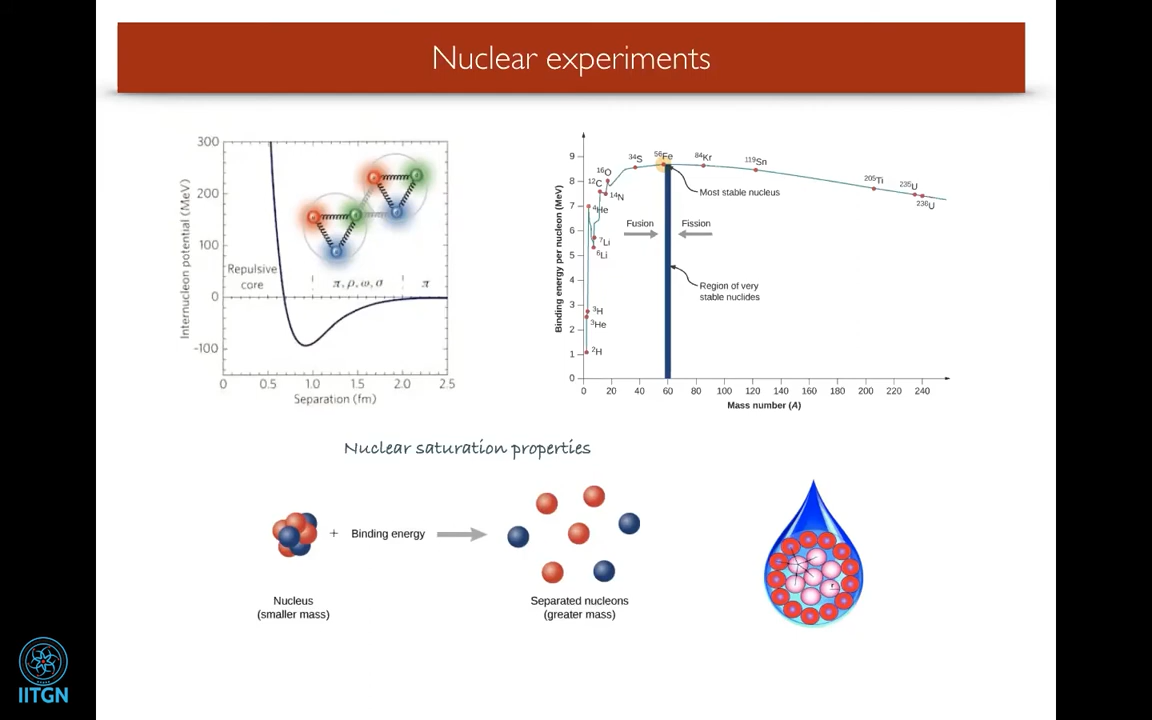 Nuclear experiments
300
200
100
0
-100
Internucleon potential (MeV)
Repulsive
core
π, ρ, ω, σ
π
0 0.5 1.0 1.5 2.0 2.5
Separation (fm)
9
8
7
6
5
4
3
2
1
0
Binding energy per nucleon (MeV)
²H
³He
³H
⁶Li
⁷Li
⁴He
¹²C
¹⁴N
¹⁶O
³⁴S
⁵⁶Fe
⁸⁴Kr
¹¹⁹Sn
²⁰⁵Ti
²³⁵U
²³⁸U
Most stable nucleus
Fusion
Fission
Region of very
stable nuclides
0 20 40 60 80 100 120 140 160 180 200 220 240
Mass number (A)
Nuclear saturation properties
+ Binding energy
Nucleus
(smaller mass)
Separated nucleons
(greater mass)
r
IITGN